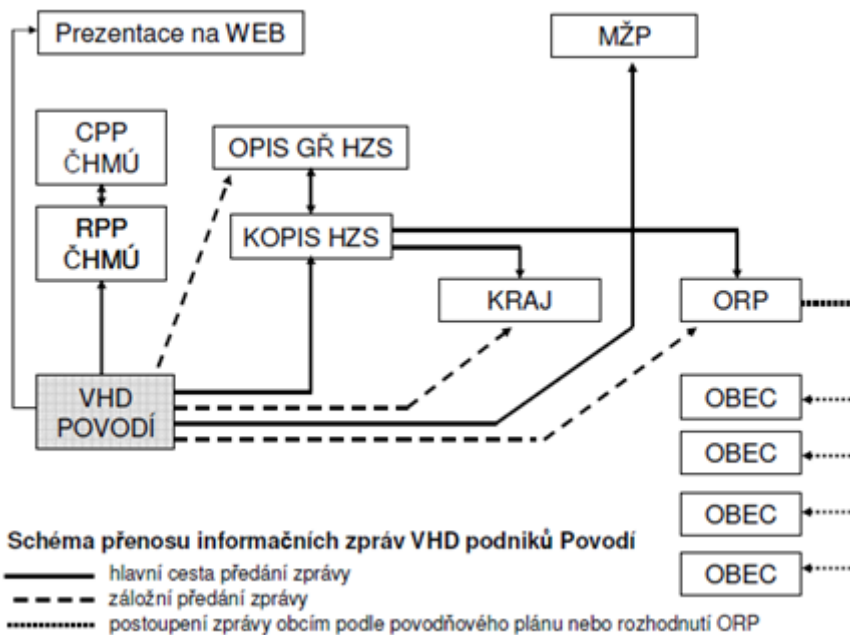 Prezentace na WEB
MŽP
CPP
ČHMÚ
OPIS GŘ HZS
RPP
ČHMÚ
KOPIS HZS
KRAJ
ORP
VHD
POVODÍ
OBEC
OBEC
OBEC
OBEC
Schéma přenosu informačních zpráv VHD podniků Povodí
hlavní cesta předání zprávy
záložní předání zprávy
postoupení zprávy obcím podle povodňového plánu nebo rozhodnutí ORP